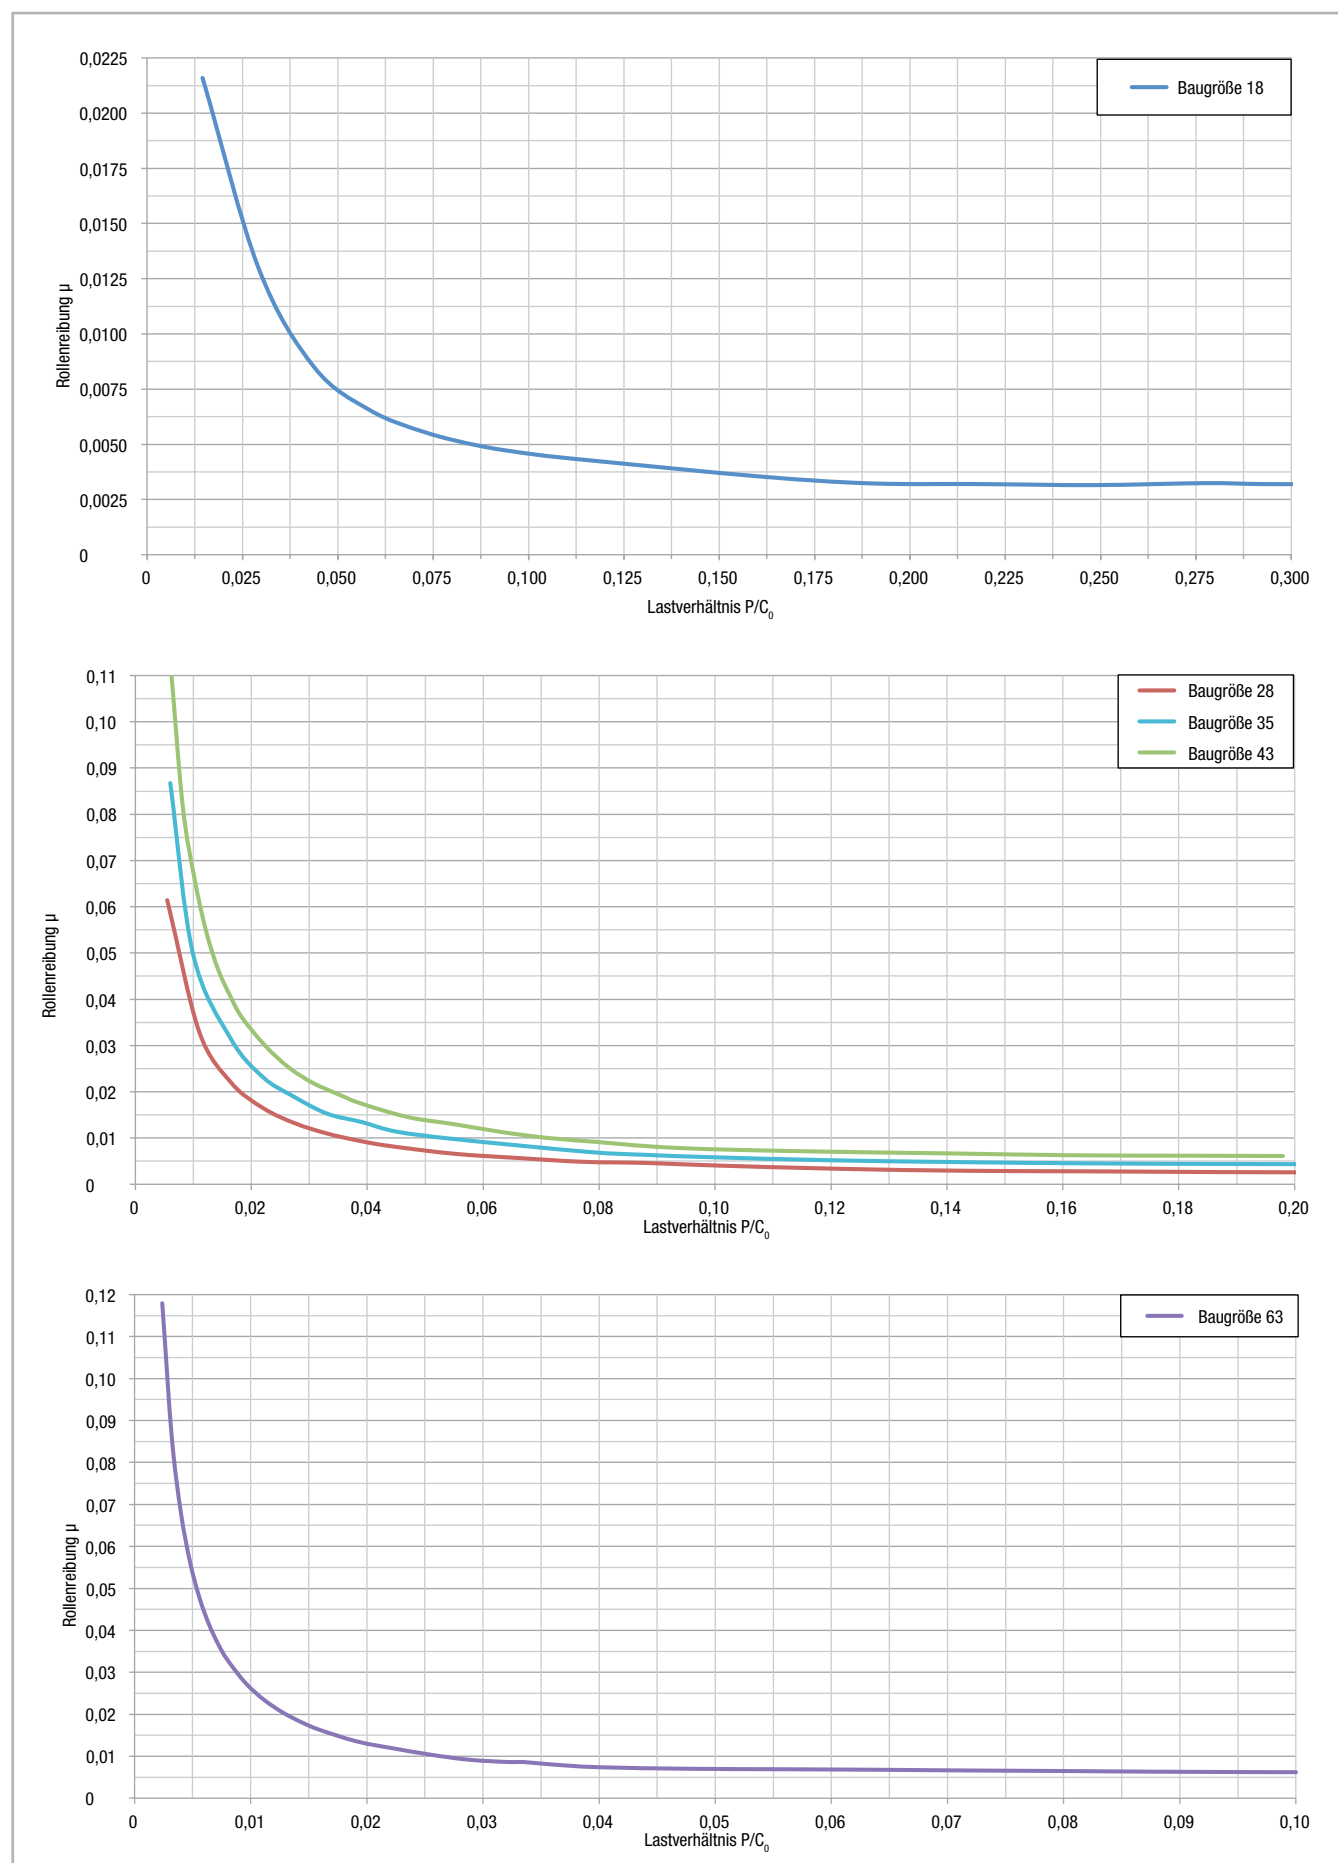 0,0225
0,0200
0,0175
0,0150
0,0125
0,0100
0,0075
0,0050
0,0025
0
Rollenreibung µ
Baugröße 18
0 0,025 0,050 0,075 0,100 0,125 0,150 0,175 0,200 0,225 0,250 0,275 0,300
Lastverhältnis P/C0
0,11
0,10
0,09
0,08
0,07
0,06
0,05
0,04
0,03
0,02
0,01
0
Rollenreibung µ
Baugröße 28
Baugröße 35
Baugröße 43
0 0,02 0,04 0,06 0,08 0,10 0,12 0,14 0,16 0,18 0,20
Lastverhältnis P/C0
0,12
0,11
0,10
0,09
0,08
0,07
0,06
0,05
0,04
0,03
0,02
0,01
0
Rollenreibung µ
Baugröße 63
0 0,01 0,02 0,03 0,04 0,05 0,06 0,07 0,08 0,09 0,10
Lastverhältnis P/C0